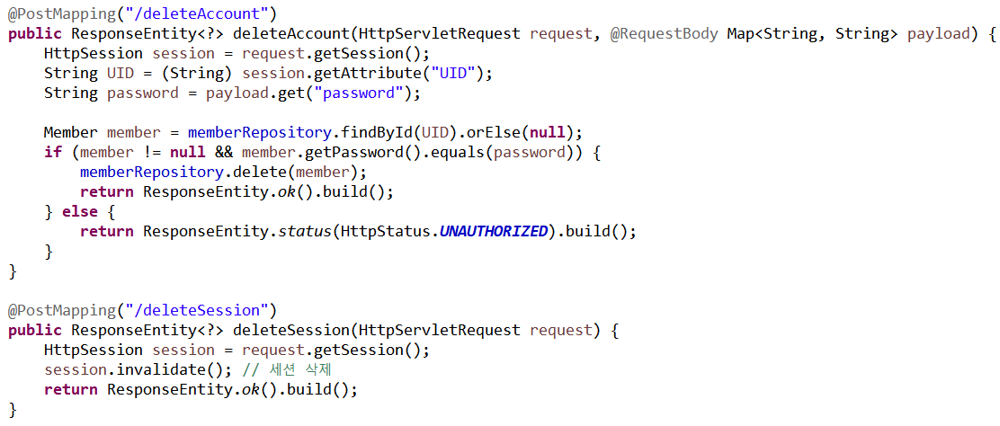 @PostMapping("/deleteAccount")
public ResponseEntity<?> deleteAccount(HttpServletRequest request, @RequestBody Map<String, String> payload) {
    HttpSession session = request.getSession();
    String UID = (String) session.getAttribute("UID");
    String password = payload.get("password");

    Member member = memberRepository.findById(UID).orElse(null);
    if (member != null && member.getPassword().equals(password)) {
        memberRepository.delete(member);
        return ResponseEntity.ok().build();
    } else {
        return ResponseEntity.status(HttpStatus.UNAUTHORIZED).build();
    }
}

@PostMapping("/deleteSession")
public ResponseEntity<?> deleteSession(HttpServletRequest request) {
    HttpSession session = request.getSession();
    session.invalidate(); // 세션 삭제
    return ResponseEntity.ok().build();
}